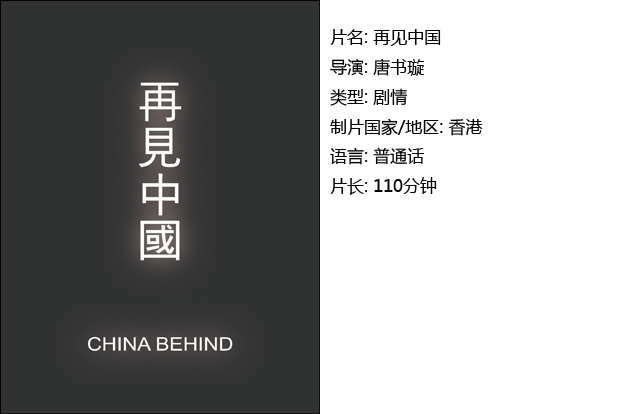 再
見
中
國
CHINA BEHIND
片名: 再见中国
导演: 唐书璇
类型: 剧情
制片国家/地区: 香港
语言: 普通话
片长: 110分钟